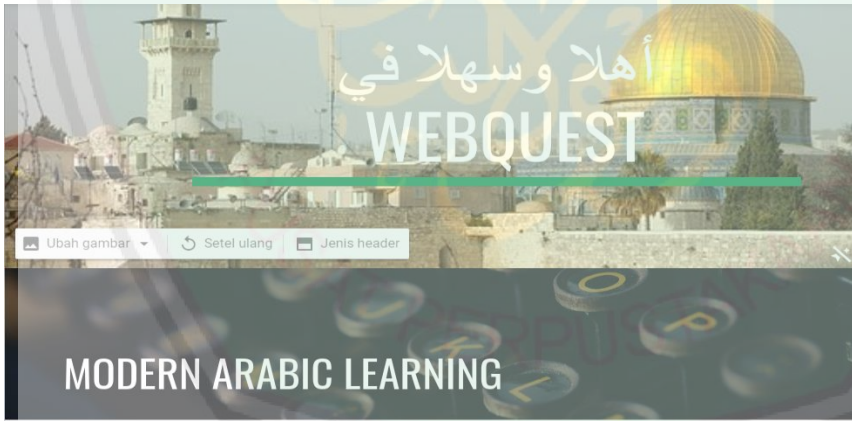 أهلا وسهلا في
WEBQUEST
Ubah gambar
Setel ulang
Jenis header
MODERN ARABIC LEARNING
O
P
J
K
L